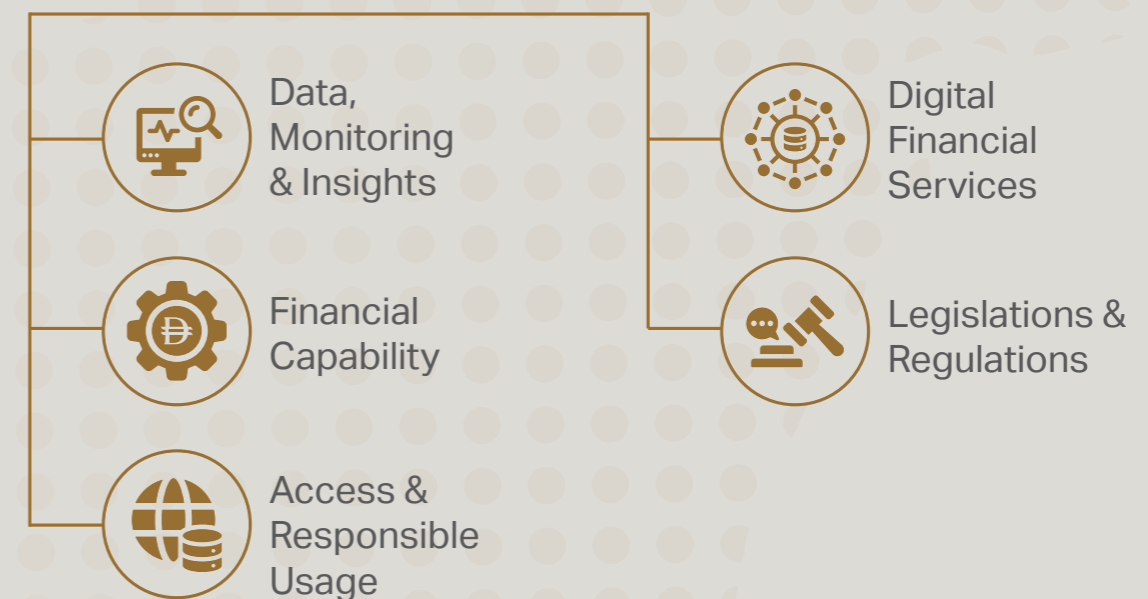 Data,
Monitoring
& Insights
Financial
Capability
Access &
Responsible
Usage
Digital
Financial
Services
Legislations &
Regulations